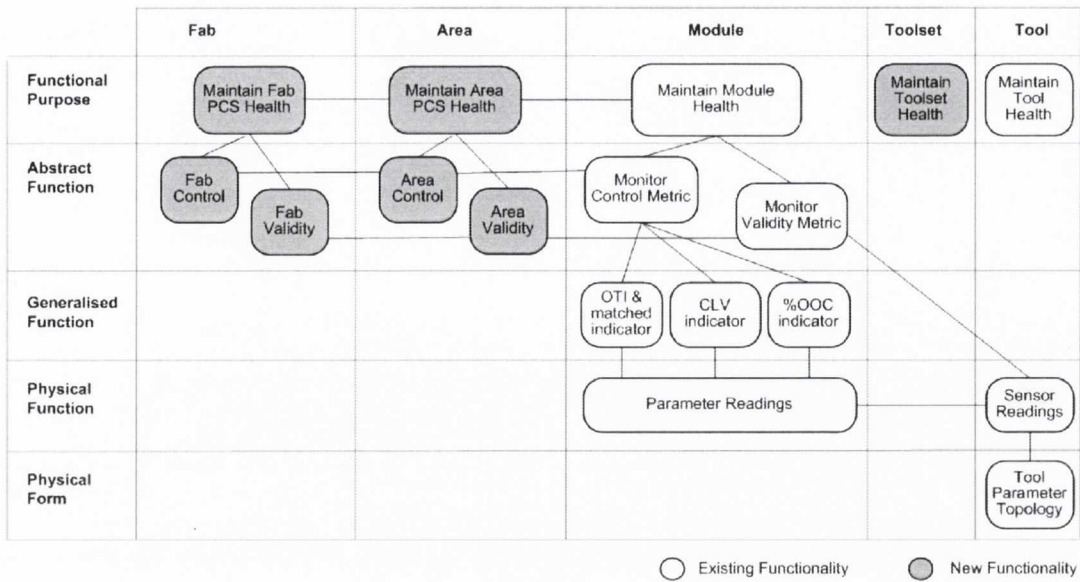 Fab Area Module Toolset Tool
Functional
Purpose
Maintain Fab
PCS Health
Maintain Area
PCS Health
Maintain Module
Health
Maintain
Toolset
Health
Maintain
Tool
Health
Abstract
Function
Fab
Control
Fab
Validity
Area
Control
Area
Validity
Monitor
Control Metric
Monitor
Validity Metric
Generalised
Function
OTI &
matched
indicator
CLV
indicator
%OOC
indicator
Physical
Function
Parameter Readings
Sensor
Readings
Physical
Form
Tool
Parameter
Topology
Existing Functionality
New Functionality